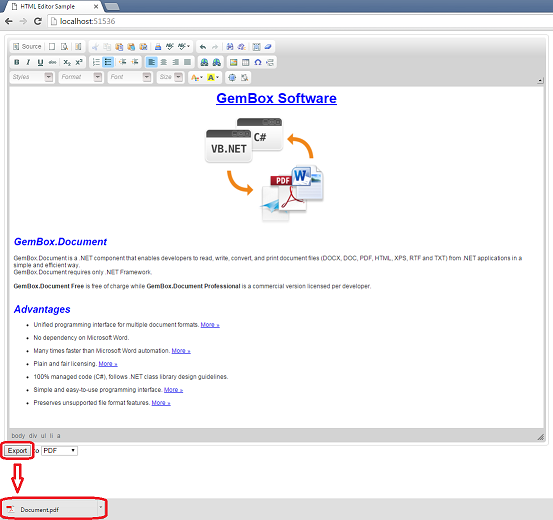 HTML Editor Sample
localhost:51536
Source
B I U abc X₂ X²
Styles Format Font Size
GemBox Software
C#
VB.NET
W
PDF
GemBox.Document
GemBox.Document is a .NET component that enables developers to read, write, convert, and print document files (DOCX, DOC, PDF, HTML, XPS, RTF and TXT) from .NET applications in a
simple and efficient way.
GemBox.Document requires only .NET Framework.
GemBox.Document Free is free of charge while GemBox.Document Professional is a commercial version licensed per developer.
Advantages
Unified programming interface for multiple document formats. More »
No dependency on Microsoft Word.
Many times faster than Microsoft Word automation. More »
Plain and fair licensing. More »
100% managed code (C#), follows .NET class library design guidelines.
Simple and easy-to-use programming interface. More »
Preserves unsupported file format features. More »
body div ul li a
Export to PDF
Document.pdf